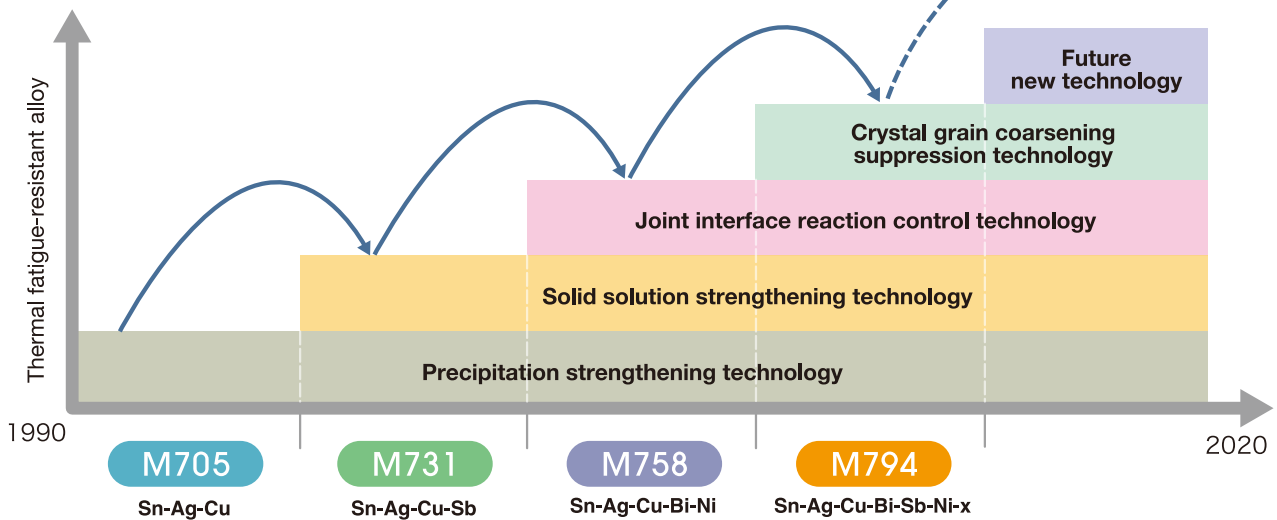 Thermal fatigue-resistant alloy
Future
new technology
Crystal grain coarsening
suppression technology
Joint interface reaction control technology
Solid solution strengthening technology
Precipitation strengthening technology
1990
2020
M705
M731
M758
M794
Sn-Ag-Cu
Sn-Ag-Cu-Sb
Sn-Ag-Cu-Bi-Ni
Sn-Ag-Cu-Bi-Sb-Ni-x